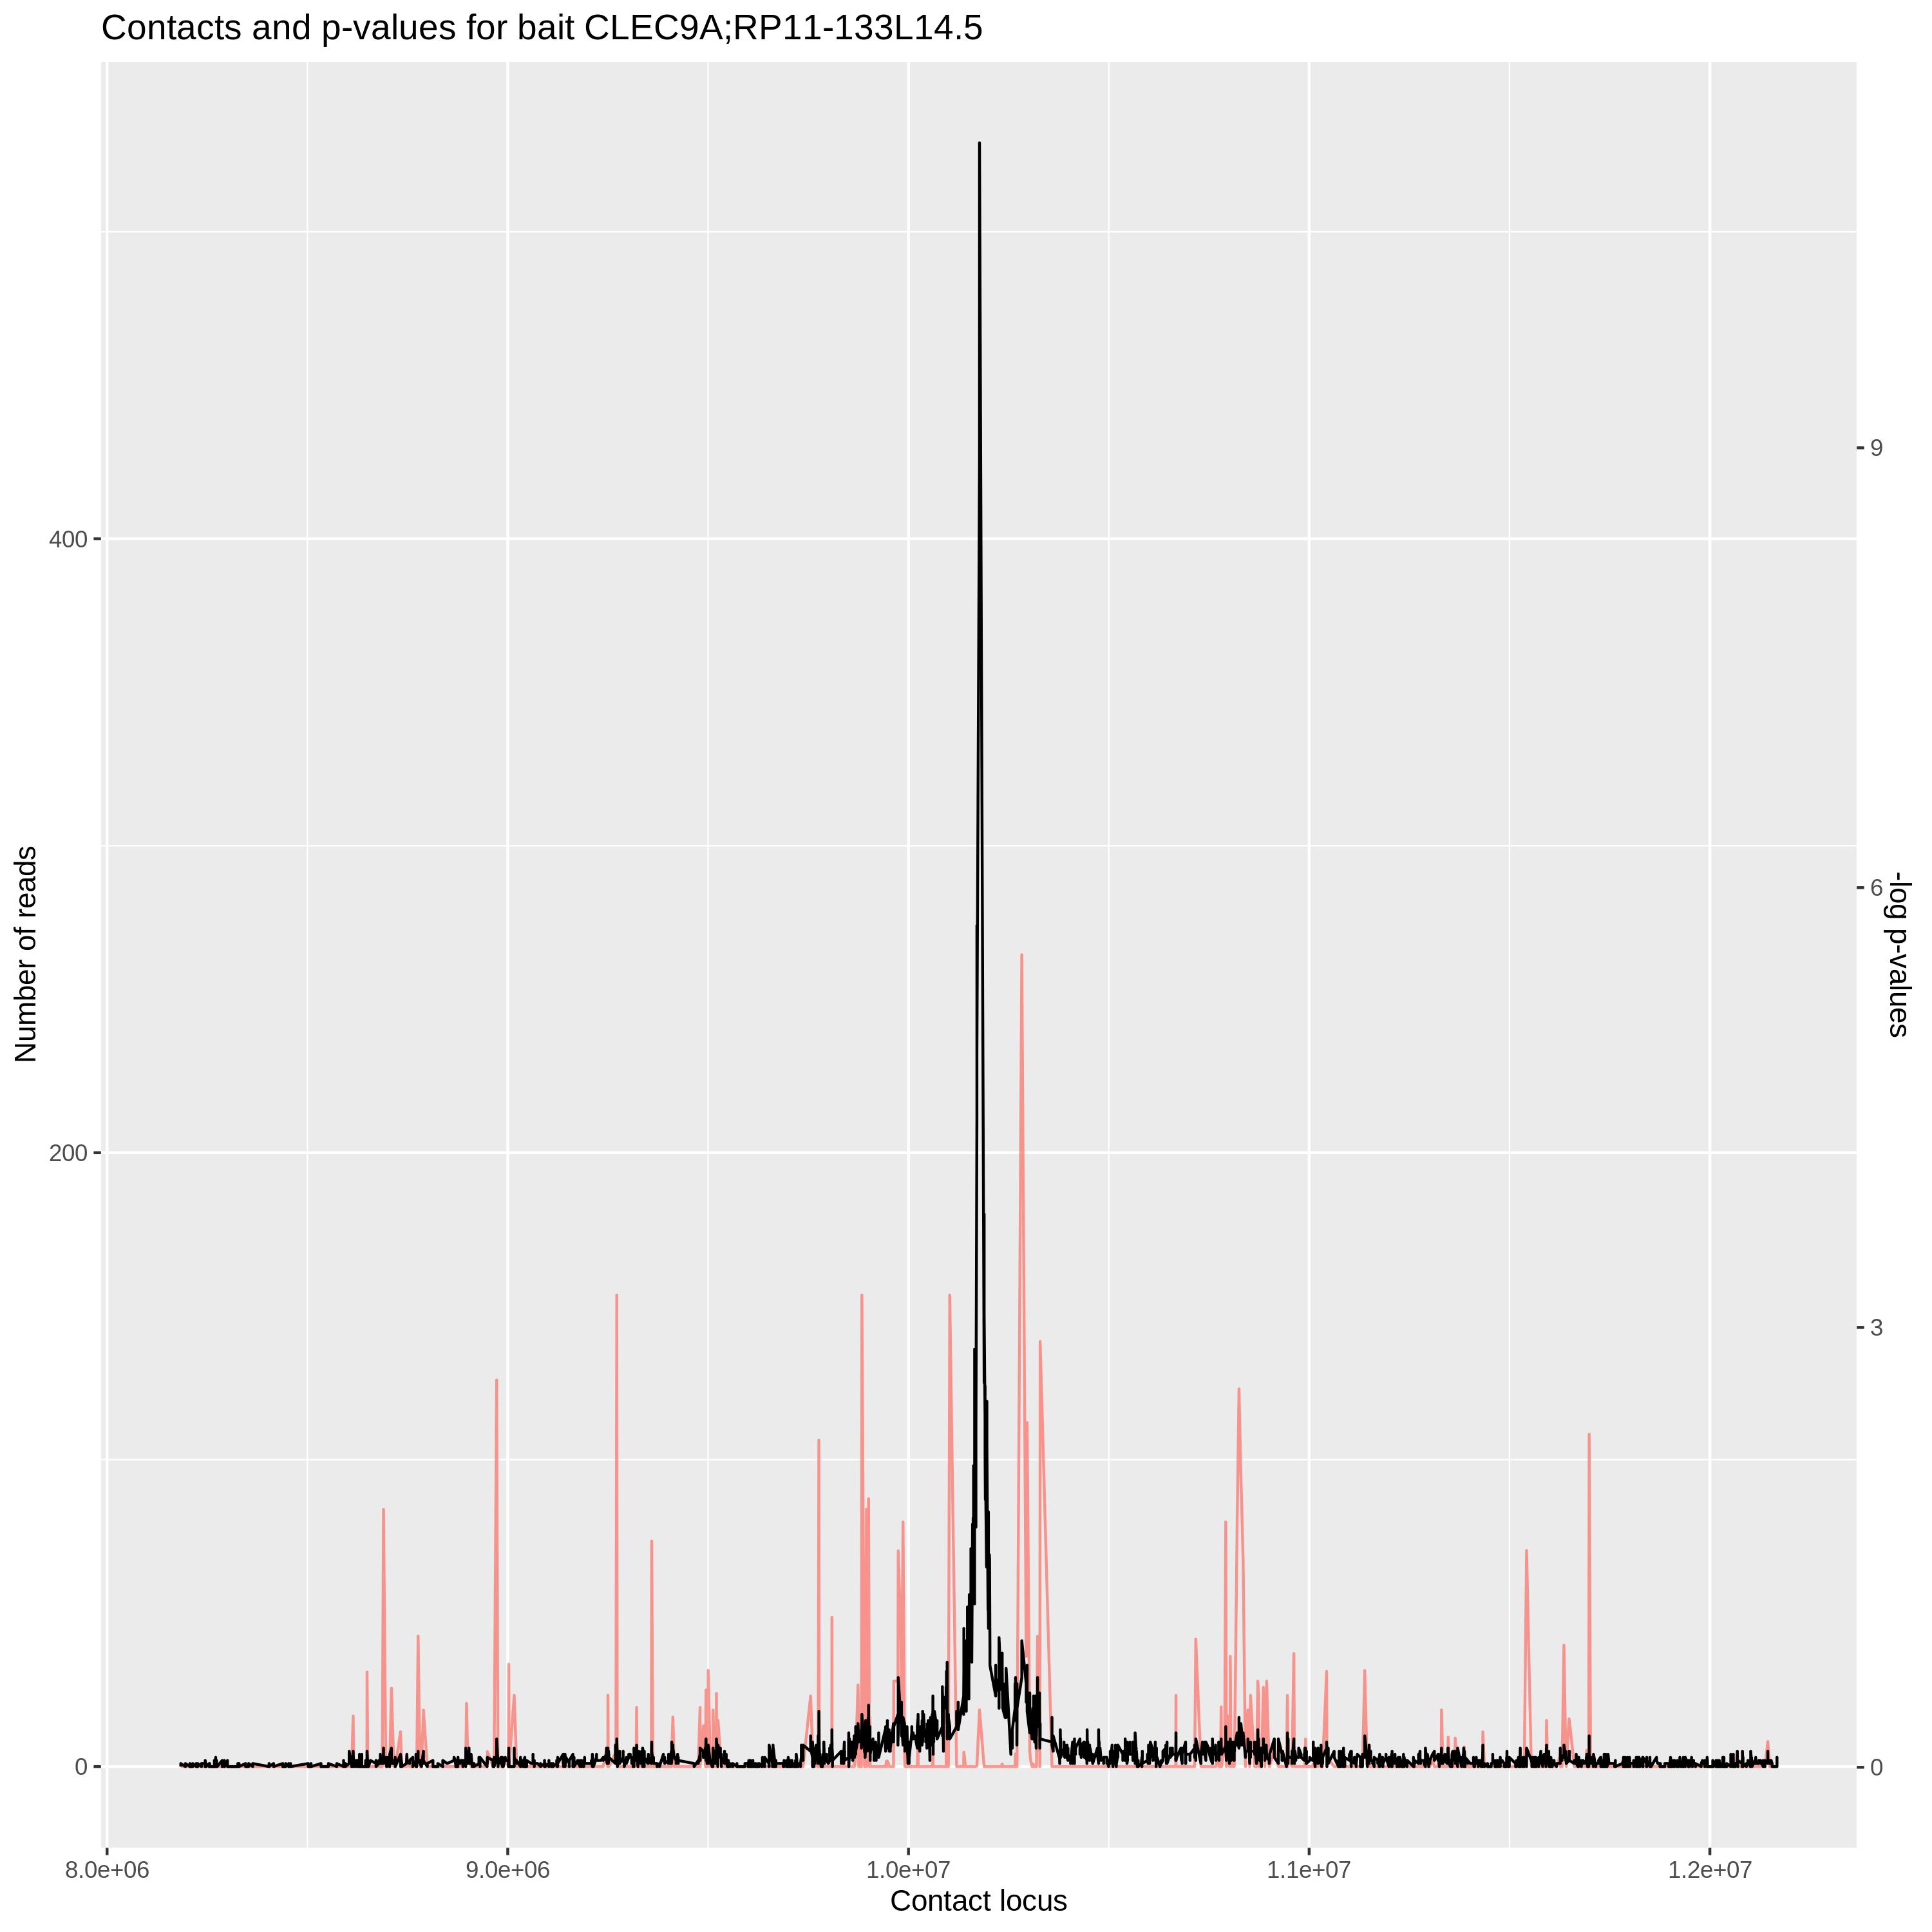 Contacts and p-values for bait CLEC9A;RP11-133L14.5
Number of reads
400
200
0
9
6
3
0
-log p-values
8.0e+06 9.0e+06 1.0e+07 1.1e+07 1.2e+07
Contact locus